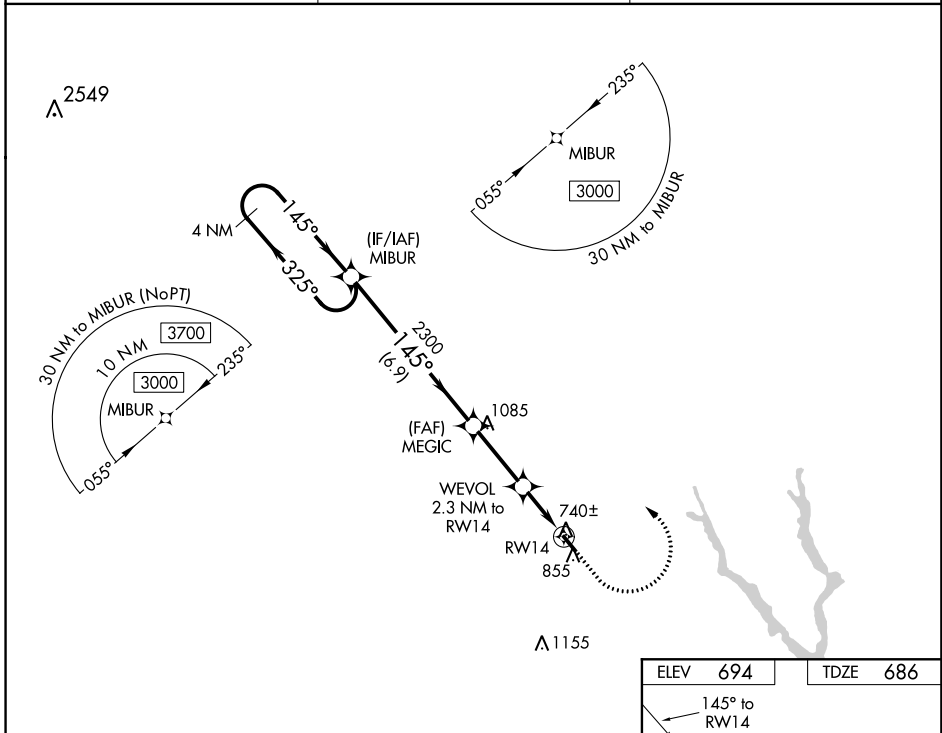 2549
235°
MIBUR
3000
055°
30 NM to MIBUR
4 NM
145°
325°
(IF/IAF)
MIBUR
30 NM to MIBUR (NoPT)
3700
10 NM
3000
235°
MIBUR
055°
2300
145°
(6.9)
1085
(FAF)
MEGIC
WEVOL
2.3 NM to
RW14
740±
RW14
855
1155
ELEV 694
TDZE 686
145° to
RW14